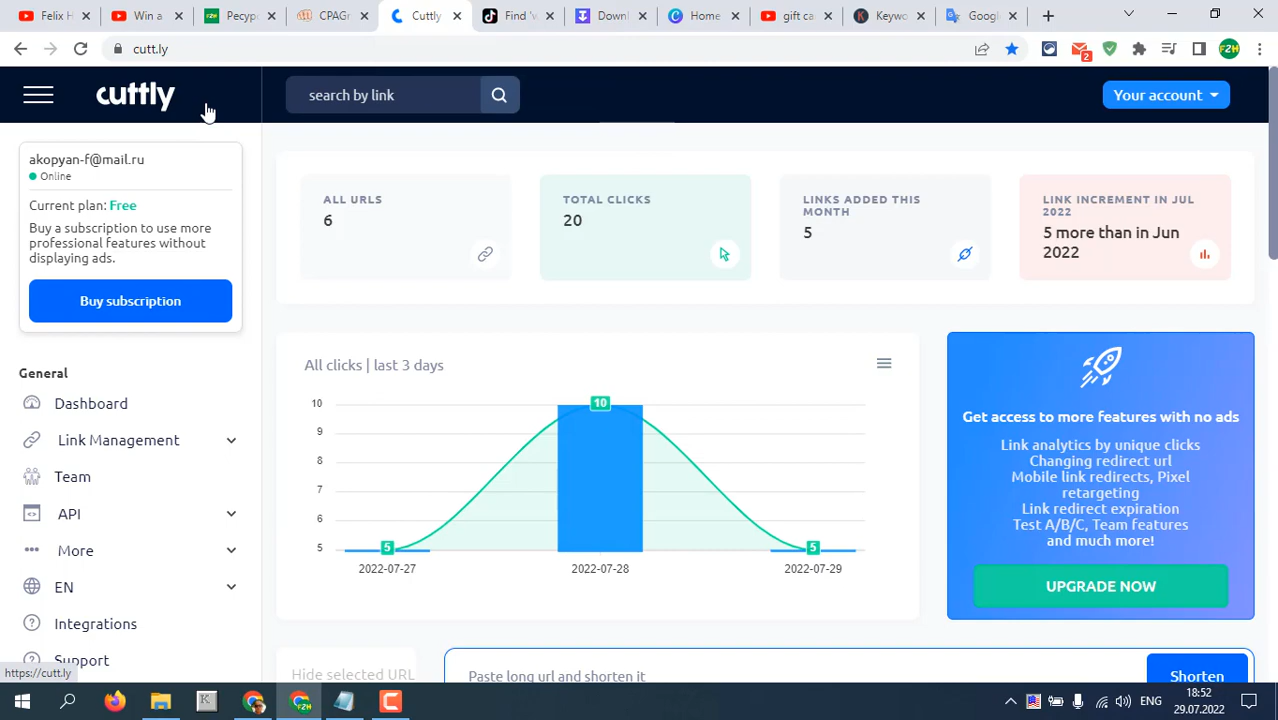 Felix H
Win a
Ресурс
CPAGr
Cuttly
Find 'v
Downl
Home
gift ca
Keywo
Googl
cutt.ly
2
F2H
cuttly
search by link
Your account
akopyan-f@mail.ru
Online
Current plan: Free
Buy a subscription to use more
professional features without
displaying ads.
Buy subscription
General
Dashboard
Link Management
Team
API
More
EN
Integrations
Support
https://cutt.ly
ALL URLS
6
TOTAL CLICKS
20
LINKS ADDED THIS
MONTH
5
LINK INCREMENT IN JUL
2022
5 more than in Jun
2022
All clicks | last 3 days
10
9
8
7
6
5
5
10
5
2022-07-27
2022-07-28
2022-07-29
Get access to more features with no ads
Link analytics by unique clicks
Changing redirect url
Mobile link redirects, Pixel
retargeting
Link redirect expiration
Test A/B/C, Team features
and much more!
UPGRADE NOW
Hide selected URL
Paste long url and shorten it
Shorten
ENG
18:52
29.07.2022